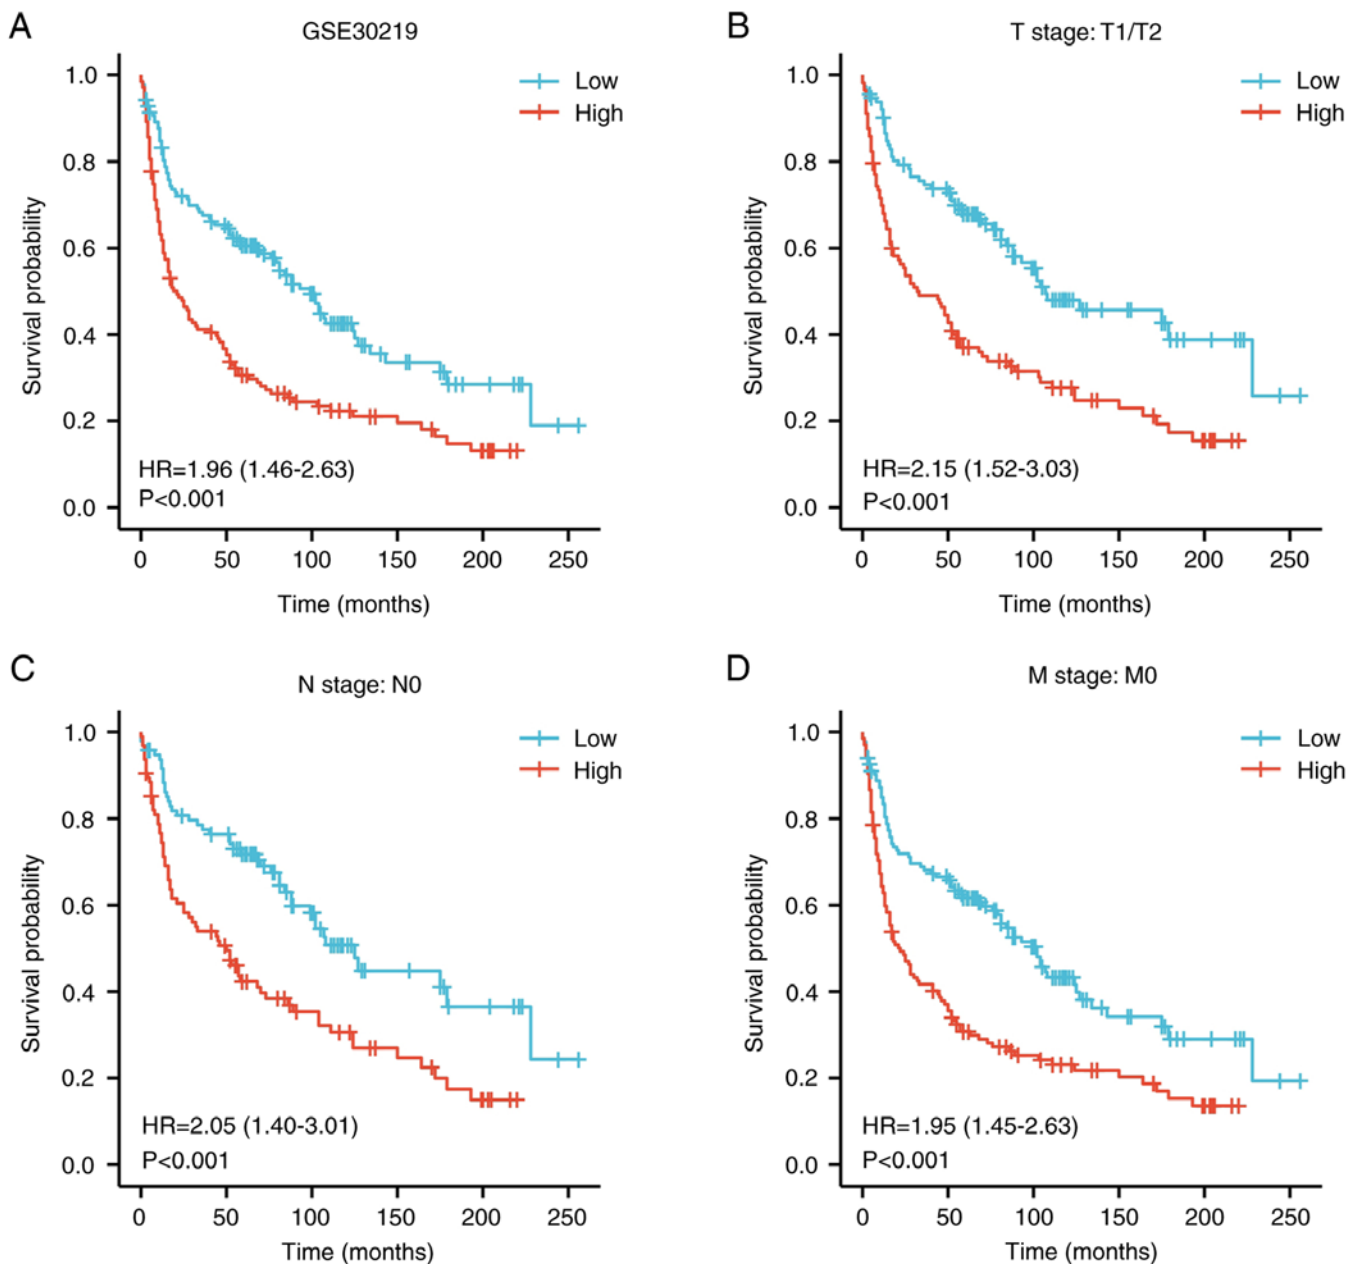 A
GSE30219
Low
High
1.0
0.8
0.6
0.4
0.2
0.0
Survival probability
HR=1.96 (1.46-2.63)
P<0.001
0 50 100 150 200 250
Time (months)
B
T stage: T1/T2
Low
High
1.0
0.8
0.6
0.4
0.2
0.0
Survival probability
HR=2.15 (1.52-3.03)
P<0.001
0 50 100 150 200 250
Time (months)
C
N stage: N0
Low
High
1.0
0.8
0.6
0.4
0.2
0.0
Survival probability
HR=2.05 (1.40-3.01)
P<0.001
0 50 100 150 200 250
Time (months)
D
M stage: M0
Low
High
1.0
0.8
0.6
0.4
0.2
0.0
Survival probability
HR=1.95 (1.45-2.63)
P<0.001
0 50 100 150 200 250
Time (months)